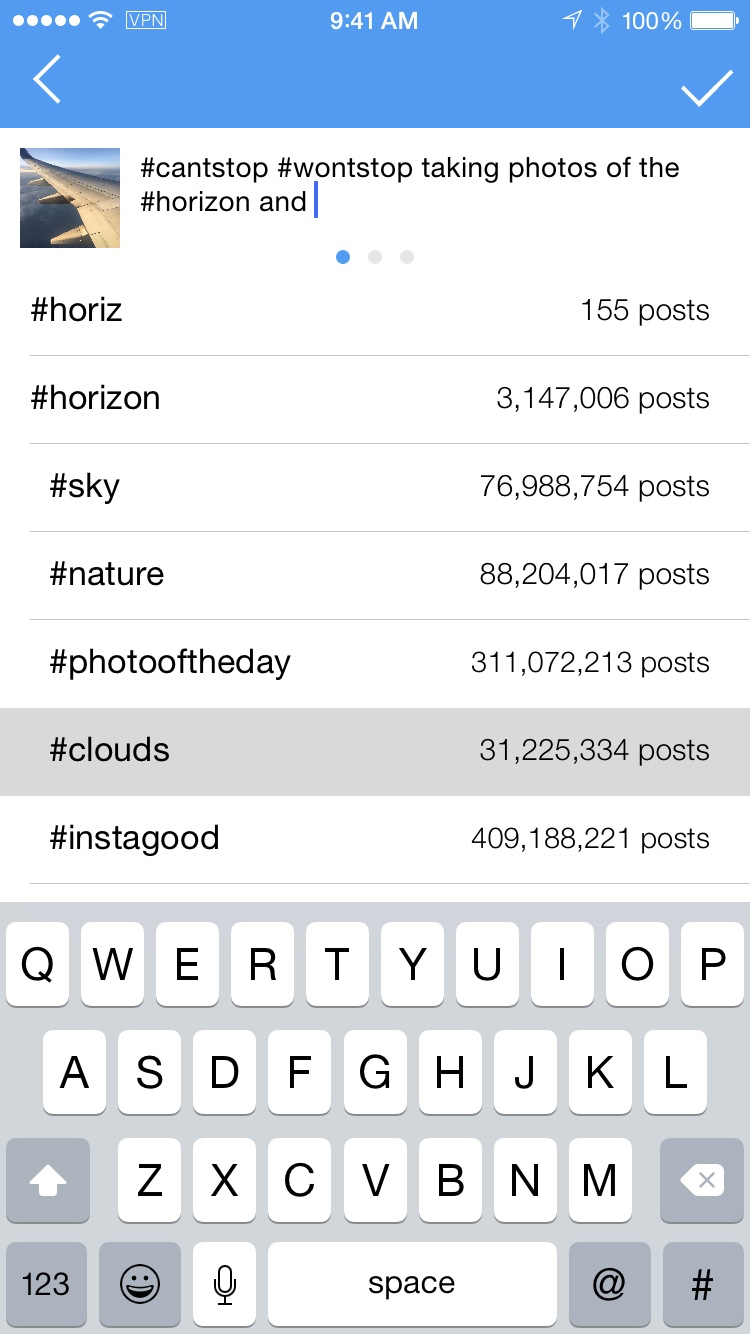 VPN 9:41 AM 100%
#cantstop #wontstop taking photos of the
#horizon and
#horiz 155 posts
#horizon 3,147,006 posts
#sky 76,988,754 posts
#nature 88,204,017 posts
#photooftheday 311,072,213 posts
#clouds 31,225,334 posts
#instagood 409,188,221 posts
Q W E R T Y U I O P
A S D F G H J K L
Z X C V B N M
123 space @ #